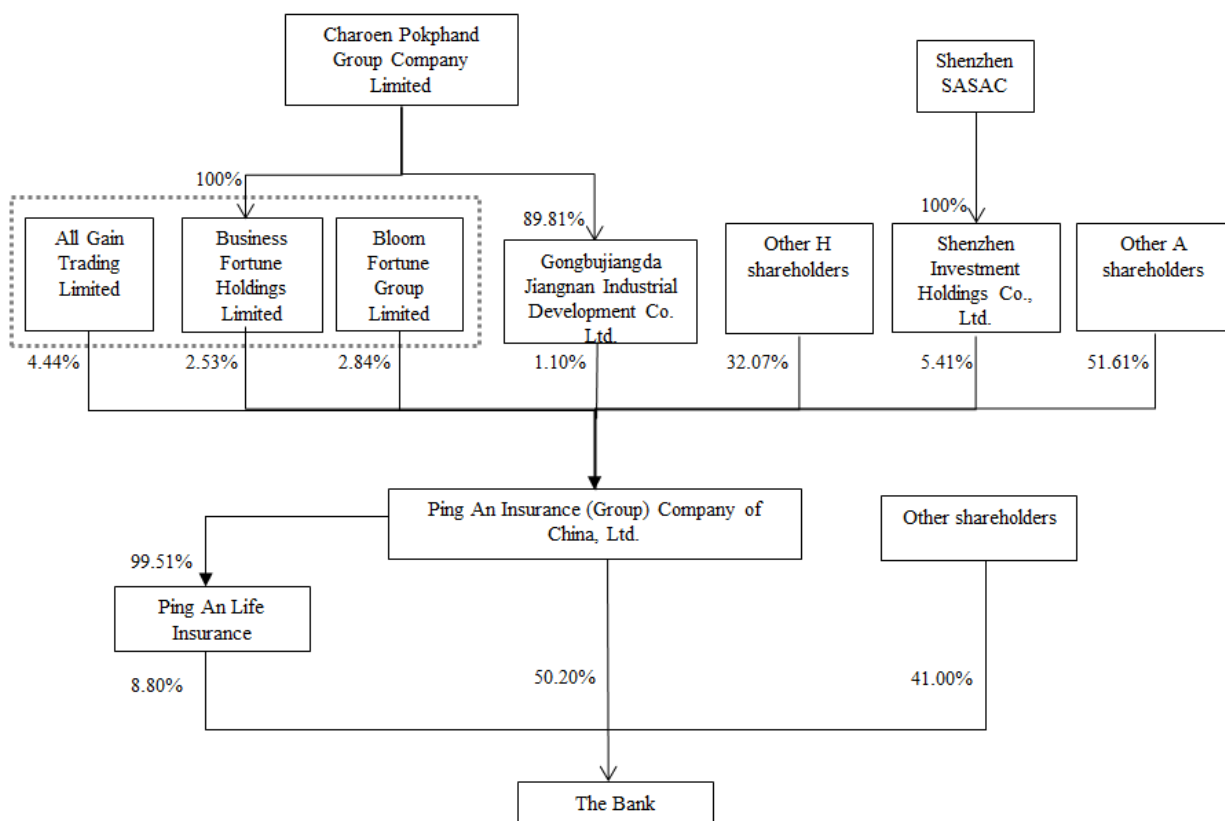 Charoen Pokphand
Group Company
Limited
Shenzhen
SASAC
100%
89.81%
100%
All Gain
Trading
Limited
Business
Fortune
Holdings
Limited
Bloom
Fortune
Group
Limited
Gongbujiangda
Jiangnan Industrial
Development Co.
Ltd.
Other H
shareholders
Shenzhen
Investment
Holdings Co.,
Ltd.
Other A
shareholders
4.44%
2.53%
2.84%
1.10%
32.07%
5.41%
51.61%
Ping An Insurance (Group) Company of
China, Ltd.
Other shareholders
99.51%
Ping An Life
Insurance
8.80%
50.20%
41.00%
The Bank